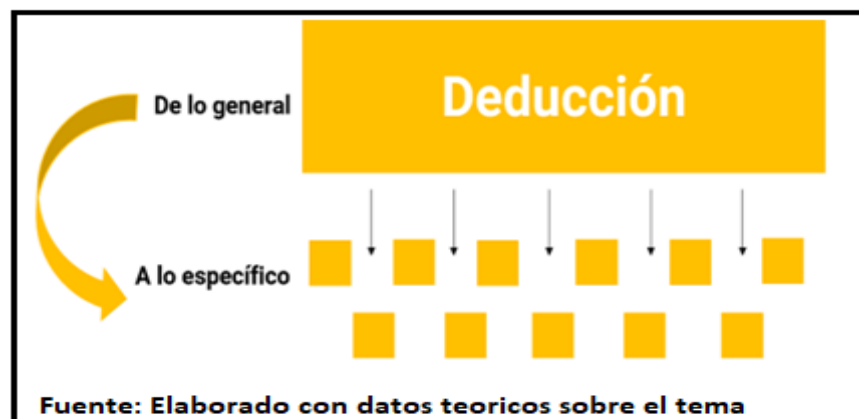 Deducción
De lo general
A lo específico
Fuente: Elaborado con datos teoricos sobre el tema